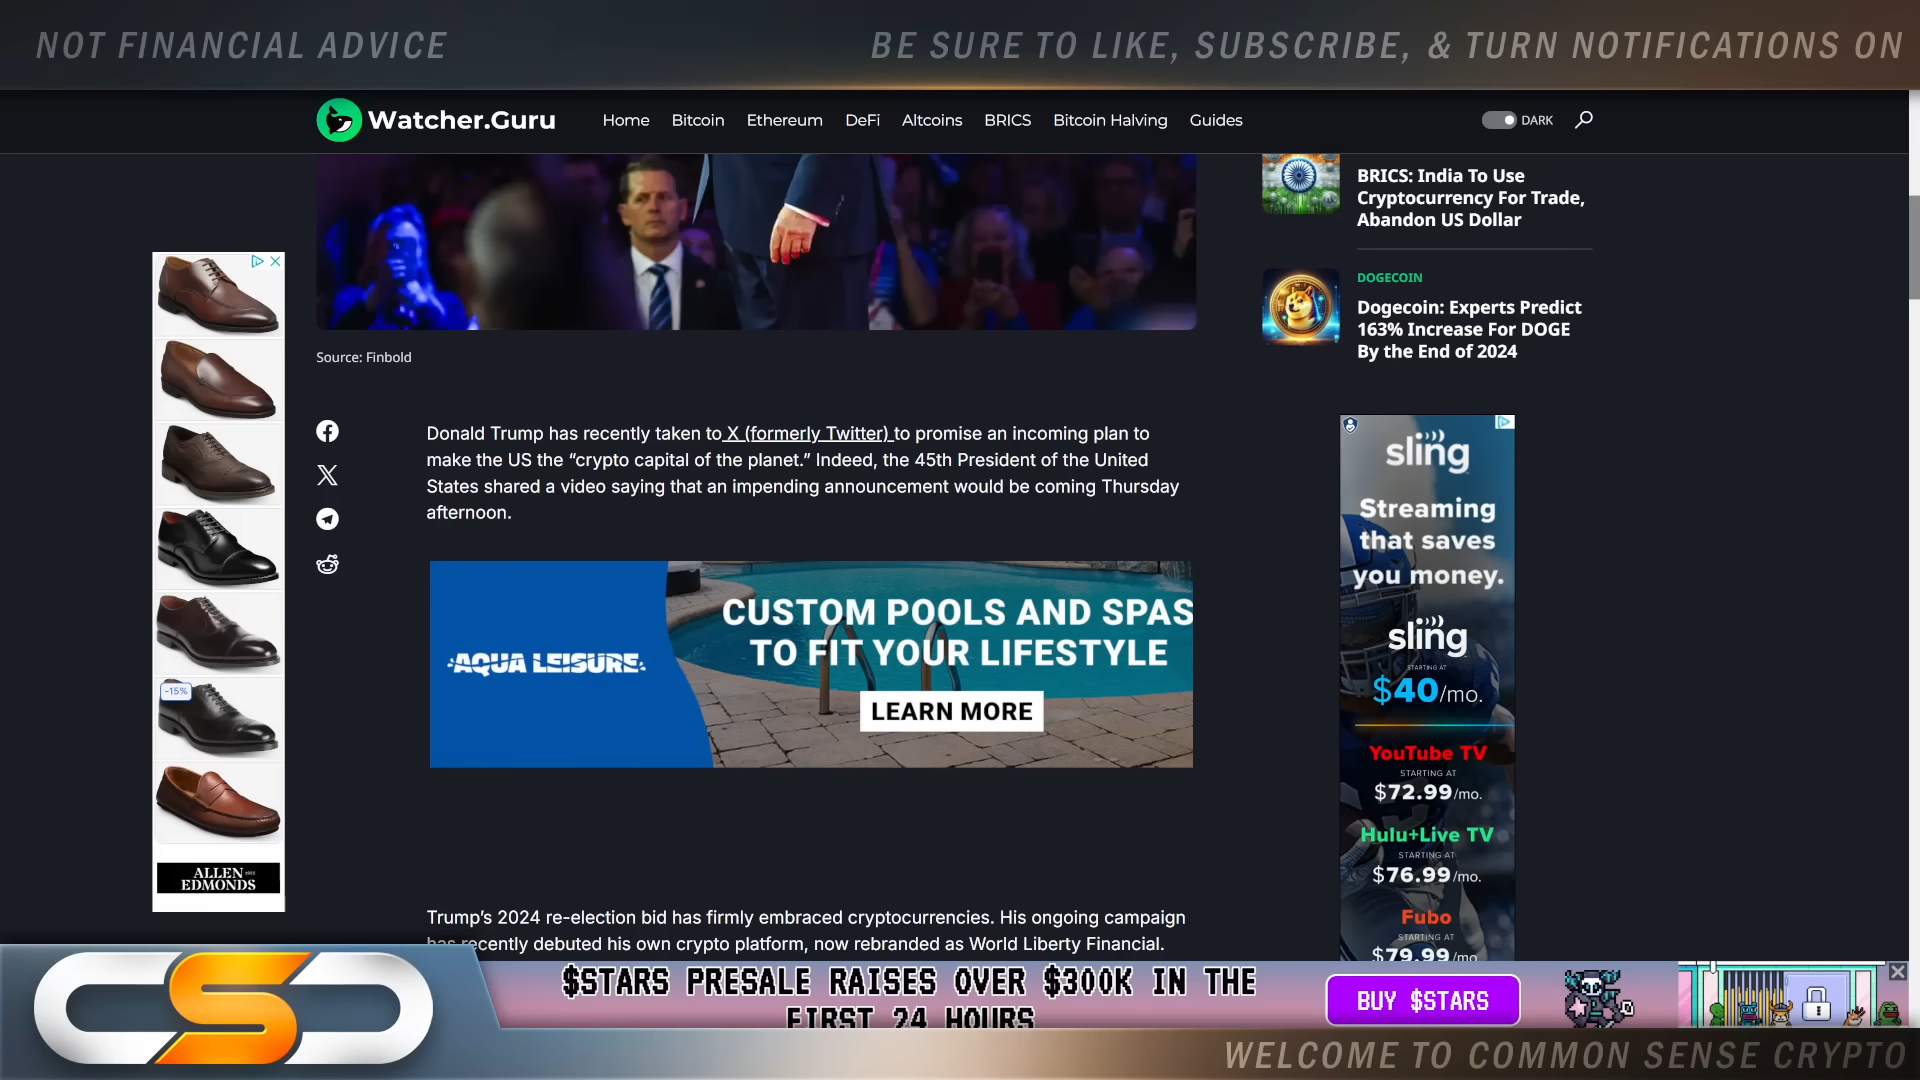 NOT FINANCIAL ADVICE
BE SURE TO LIKE, SUBSCRIBE, & TURN NOTIFICATIONS ON
Watcher.Guru
Home Bitcoin Ethereum DeFi Altcoins BRICS Bitcoin Halving Guides
DARK
BRICS: India To Use
Cryptocurrency For Trade,
Abandon US Dollar
DOGECOIN
Dogecoin: Experts Predict
163% Increase For DOGE
By the End of 2024
Source: Finbold
Donald Trump has recently taken to X (formerly Twitter) to promise an incoming plan to
make the US the “crypto capital of the planet.” Indeed, the 45th President of the United
States shared a video saying that an impending announcement would be coming Thursday
afternoon.
AQUA LEISURE
CUSTOM POOLS AND SPAS
TO FIT YOUR LIFESTYLE
LEARN MORE
-15%
ALLEN
EDMONDS
sling
Streaming
that saves
you money.
sling
STARTING AT
$40/mo.
YouTube TV
STARTING AT
$72.99/mo.
Hulu+Live TV
STARTING AT
$76.99/mo.
Fubo
STARTING AT
$79.99/mo
Trump’s 2024 re-election bid has firmly embraced cryptocurrencies. His ongoing campaign
has recently debuted his own crypto platform, now rebranded as World Liberty Financial.
CSC
$STARS PRESALE RAISES OVER $300K IN THE
FIRST 24 HOURS
BUY $STARS
WELCOME TO COMMON SENSE CRYPTO